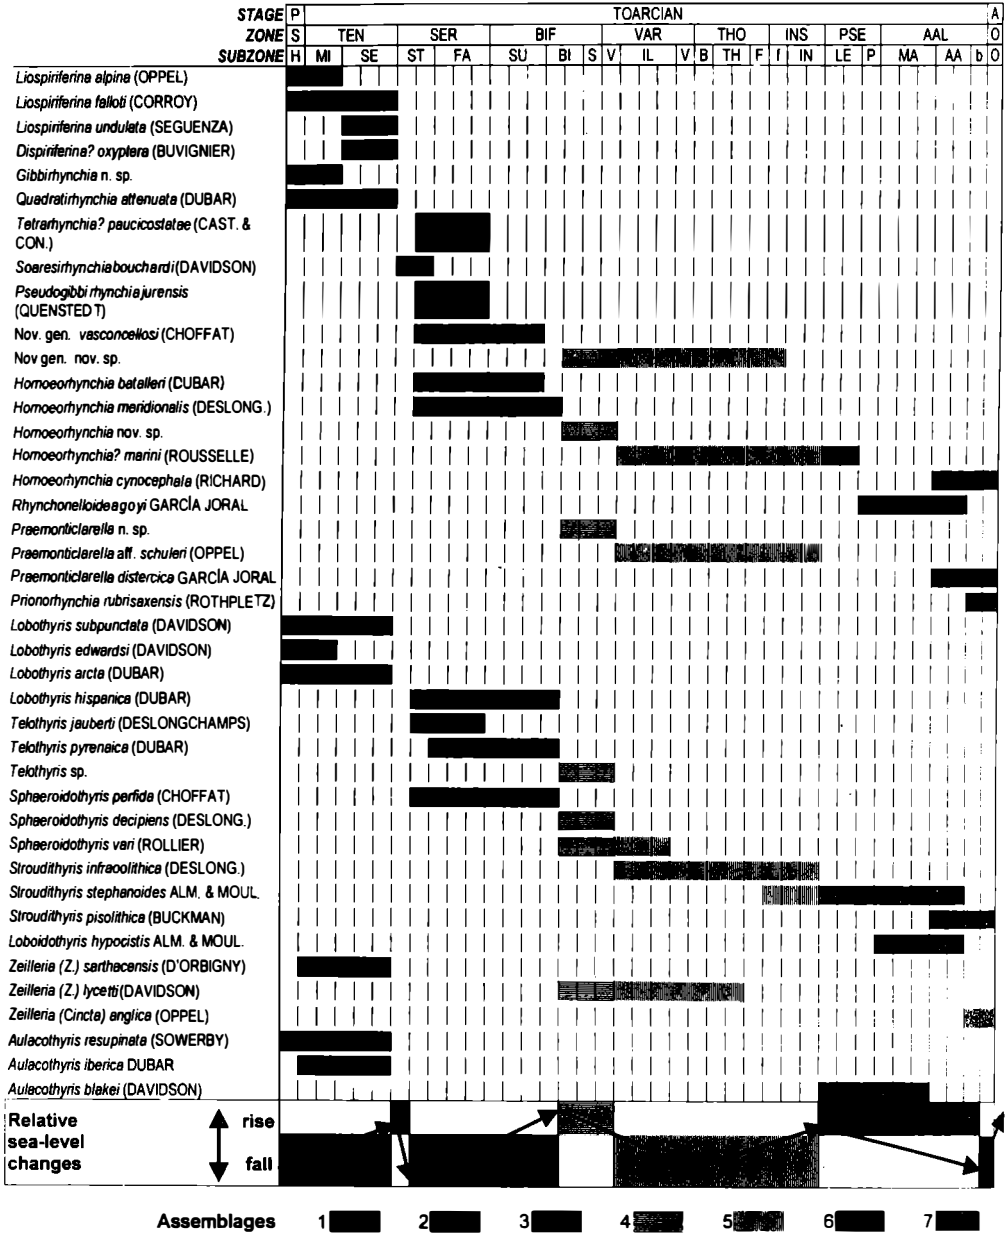 STAGE P TOARCIAN A
ZONE S TEN SER BIF VAR THO INS PSE AAL O
SUBZONE H MI SE ST FA SU BI S V IL V B TH F f IN LE P MA AA b O
Liospiriferina alpina (OPPEL)
Liospiriferina falloti (CORROY)
Liospiriferina undulata (SEGUENZA)
Dispiriferina? oxyptera (BUVIGNIER)
Gibbirhynchia n. sp.
Quadratirhynchia attenuata (DUBAR)
Tetrarhynchia? paucicostatae (CAST. &
CON.)
Soaresirhynchia bouchardi (DAVIDSON)
Pseudogibbirhynchia jurensis
(QUENSTEDT)
Nov. gen. vasconcellosi (CHOFFAT)
Nov gen. nov. sp.
Homoeorhynchia batalleri (DUBAR)
Homoeorhynchia meridionalis (DESLONG.)
Homoeorhynchia nov. sp.
Homoeorhynchia? marini (ROUSSELLE)
Homoeorhynchia cynocephala (RICHARD)
Rhynchonelloidea goyi GARCÍA JORAL
Praemonticlarella n. sp.
Praemonticlarella aff. schuleri (OPPEL)
Praemonticlarella distercica GARCÍA JORAL
Prionorhynchia rubrisaxensis (ROTHPLETZ)
Lobothyris subpunctata (DAVIDSON)
Lobothyris edwardsi (DAVIDSON)
Lobothyris arcta (DUBAR)
Lobothyris hispanica (DUBAR)
Telothyris jauberti (DESLONGCHAMPS)
Telothyris pyrenaica (DUBAR)
Telothyris sp.
Sphaeroidothyris perfida (CHOFFAT)
Sphaeroidothyris decipiens (DESLONG.)
Sphaeroidothyris vari (ROLLIER)
Stroudithyris infraoolithica (DESLONG.)
Stroudithyris stephanoides ALM. & MOUL.
Stroudithyris pisolithica (BUCKMAN)
Loboidothyris hypocistis ALM. & MOUL.
Zeilleria (Z.) sarthacensis (D'ORBIGNY)
Zeilleria (Z.) lycetti (DAVIDSON)
Zeilleria (Cincta) anglica (OPPEL)
Aulacothyris resupinata (SOWERBY)
Aulacothyris iberica DUBAR
Aulacothyris blakei (DAVIDSON)
Relative rise
sea-level
changes fall
Assemblages 1 2 3 4 5 6 7